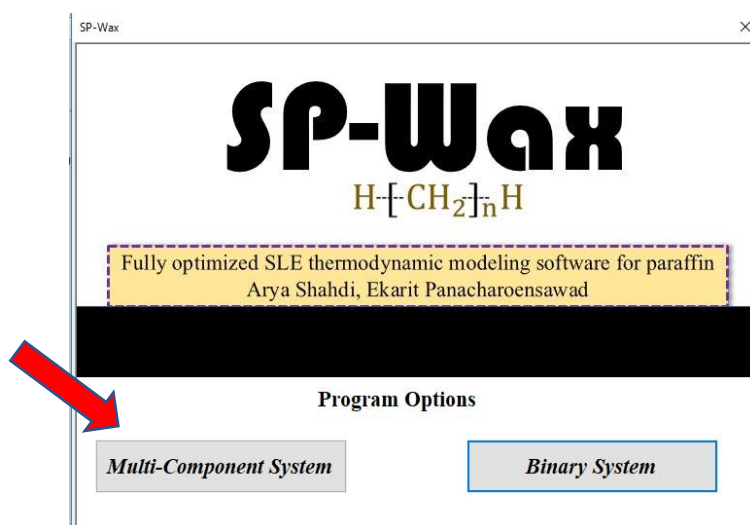 SP-Wax
SP-Wax
H-[-CH2-]-nH
Fully optimized SLE thermodynamic modeling software for paraffin
Arya Shahdi, Ekarit Panacharoensawad
Program Options
Multi-Component System
Binary System